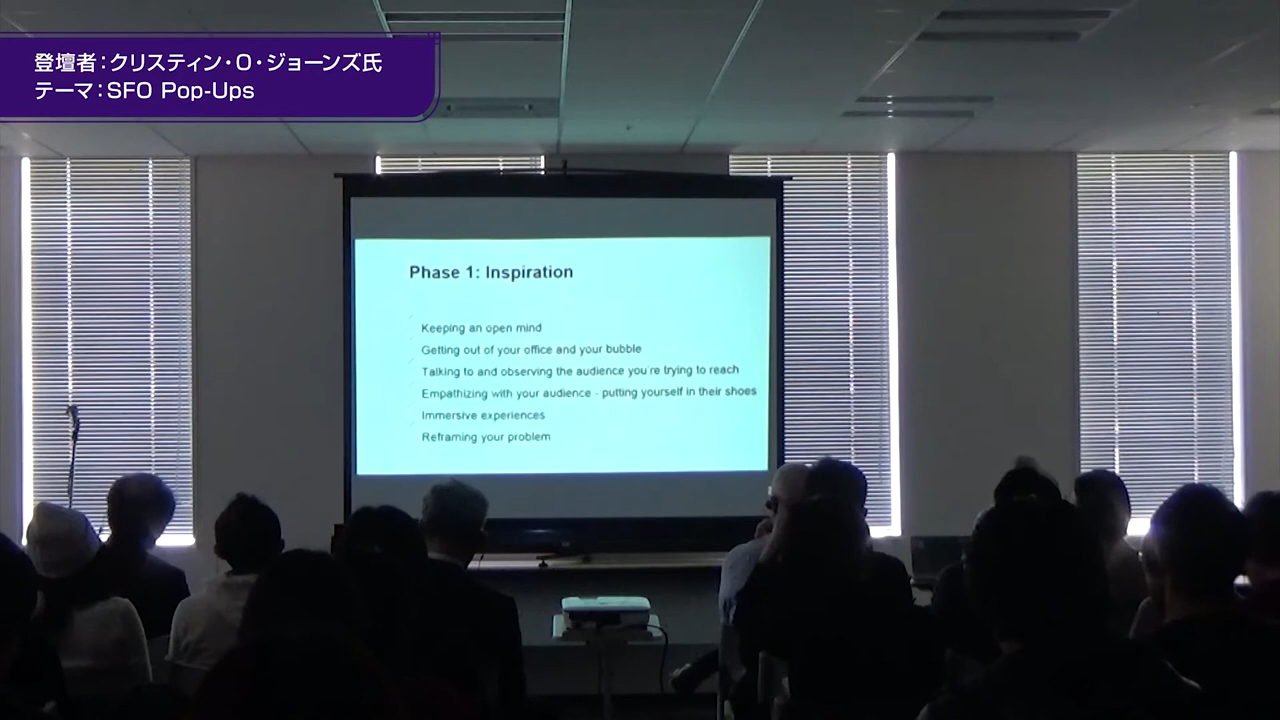 登壇者：クリスティン・O・ジョーンズ氏
テーマ：SFO Pop-Ups
Phase 1: Inspiration
Keeping an open mind
Getting out of your office and your bubble
Talking to and observing the audience you're trying to reach
Empathizing with your audience - putting yourself in their shoes
Immersive experiences
Reframing your problem